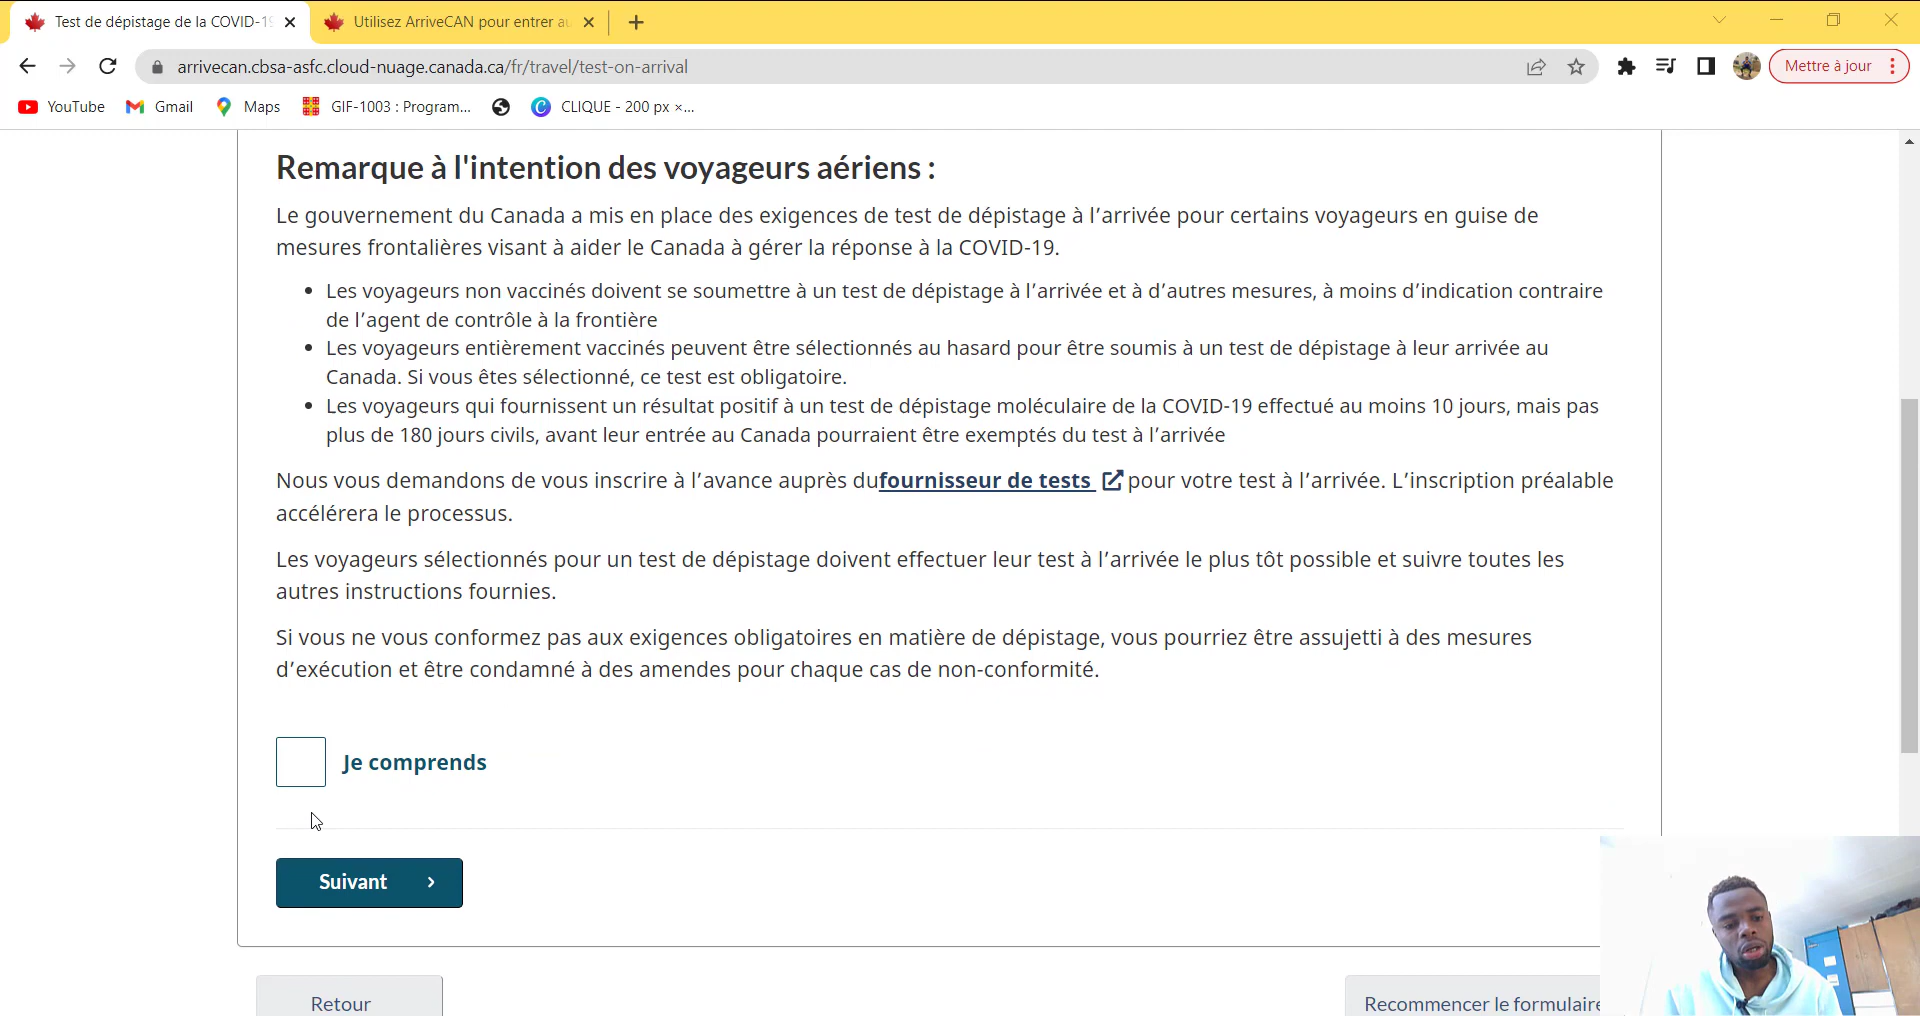 Test de dépistage de la COVID-19
Utilisez ArriveCAN pour entrer au
arrivecan.cbsa-asfc.cloud-nuage.canada.ca/fr/travel/test-on-arrival
Mettre à jour
YouTube
Gmail
Maps
GIF-1003 : Program...
CLIQUE - 200 px ×...
Remarque à l'intention des voyageurs aériens :
Le gouvernement du Canada a mis en place des exigences de test de dépistage à l’arrivée pour certains voyageurs en guise de
mesures frontalières visant à aider le Canada à gérer la réponse à la COVID-19.
Les voyageurs non vaccinés doivent se soumettre à un test de dépistage à l’arrivée et à d’autres mesures, à moins d’indication contraire
de l’agent de contrôle à la frontière
Les voyageurs entièrement vaccinés peuvent être sélectionnés au hasard pour être soumis à un test de dépistage à leur arrivée au
Canada. Si vous êtes sélectionné, ce test est obligatoire.
Les voyageurs qui fournissent un résultat positif à un test de dépistage moléculaire de la COVID-19 effectué au moins 10 jours, mais pas
plus de 180 jours civils, avant leur entrée au Canada pourraient être exemptés du test à l’arrivée
Nous vous demandons de vous inscrire à l’avance auprès dufournisseur de tests pour votre test à l’arrivée. L’inscription préalable
accélérera le processus.
Les voyageurs sélectionnés pour un test de dépistage doivent effectuer leur test à l’arrivée le plus tôt possible et suivre toutes les
autres instructions fournies.
Si vous ne vous conformez pas aux exigences obligatoires en matière de dépistage, vous pourriez être assujetti à des mesures
d’exécution et être condamné à des amendes pour chaque cas de non-conformité.
Je comprends
Suivant
Retour
Recommencer le formulaire